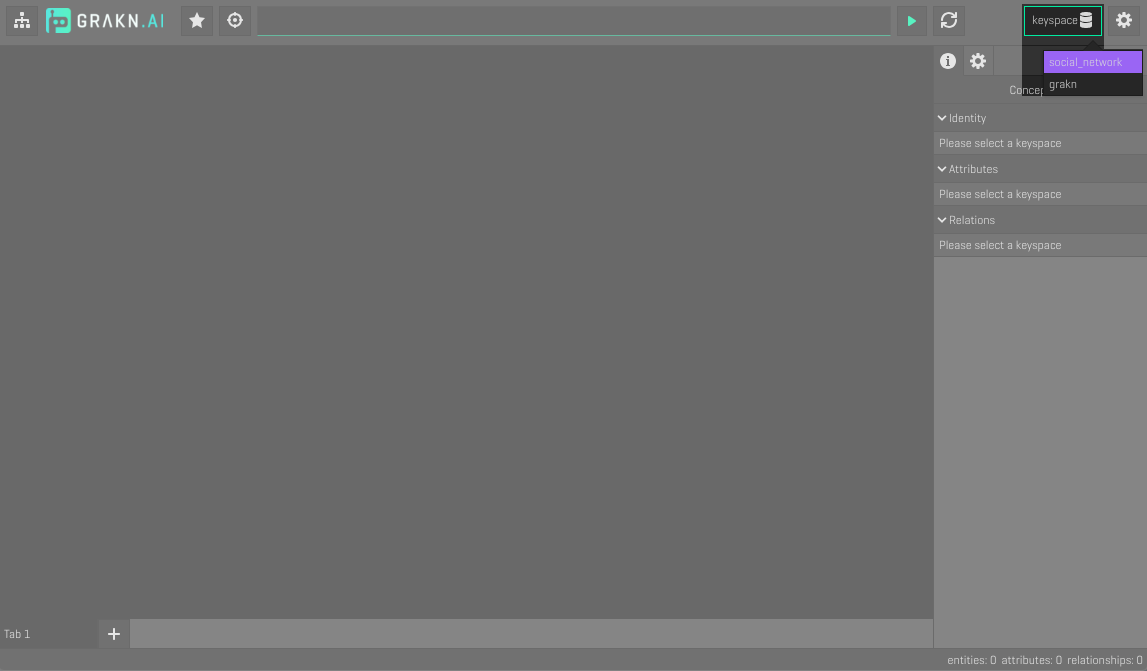 GRAKN.AI
keyspace
social_network
grakn
Identity
Please select a keyspace
Attributes
Please select a keyspace
Relations
Please select a keyspace
Tab 1
entities: 0 attributes: 0 relationships: 0